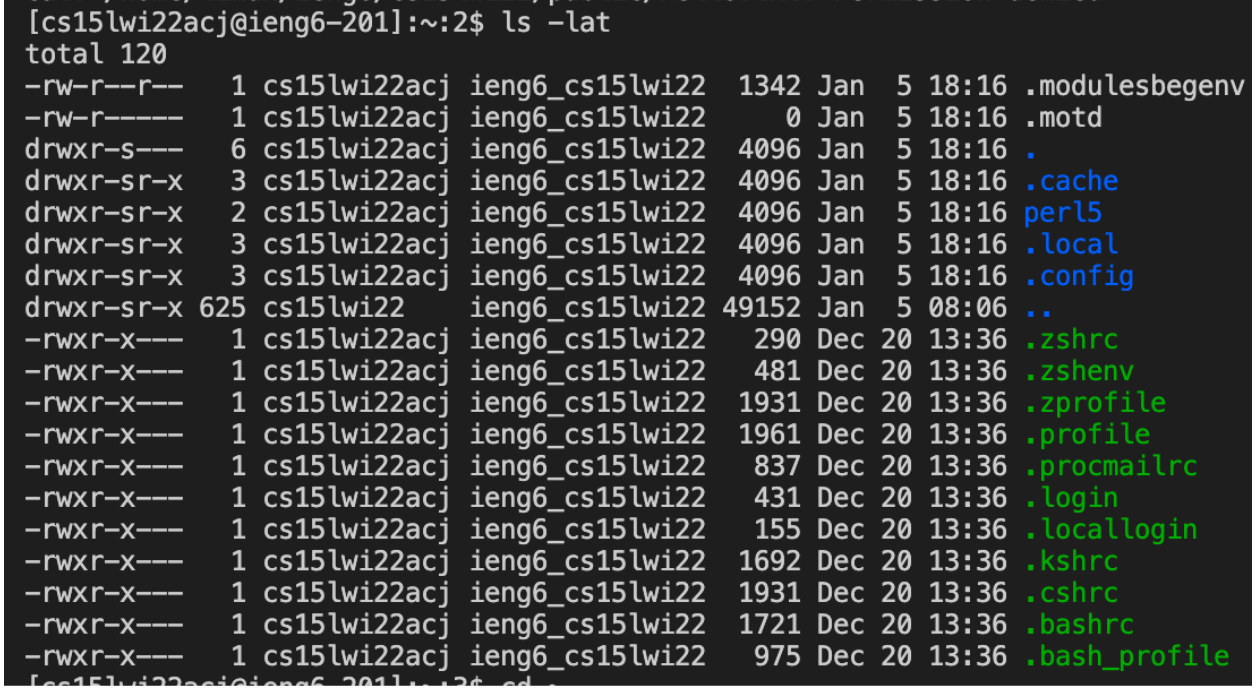 [cs15lwi22acj@ieng6-201]:~:2$ ls -lat
total 120
-rw-r--r--   1 cs15lwi22acj ieng6_cs15lwi22  1342 Jan  5 18:16 .modulesbegenv
-rw-r-----   1 cs15lwi22acj ieng6_cs15lwi22     0 Jan  5 18:16 .motd
drwxr-s---   6 cs15lwi22acj ieng6_cs15lwi22  4096 Jan  5 18:16 .
drwxr-sr-x   3 cs15lwi22acj ieng6_cs15lwi22  4096 Jan  5 18:16 .cache
drwxr-sr-x   2 cs15lwi22acj ieng6_cs15lwi22  4096 Jan  5 18:16 perl5
drwxr-sr-x   3 cs15lwi22acj ieng6_cs15lwi22  4096 Jan  5 18:16 .local
drwxr-sr-x   3 cs15lwi22acj ieng6_cs15lwi22  4096 Jan  5 18:16 .config
drwxr-sr-x 625 cs15lwi22    ieng6_cs15lwi22 49152 Jan  5 08:06 ..
-rwxr-x---   1 cs15lwi22acj ieng6_cs15lwi22   290 Dec 20 13:36 .zshrc
-rwxr-x---   1 cs15lwi22acj ieng6_cs15lwi22   481 Dec 20 13:36 .zshenv
-rwxr-x---   1 cs15lwi22acj ieng6_cs15lwi22  1931 Dec 20 13:36 .zprofile
-rwxr-x---   1 cs15lwi22acj ieng6_cs15lwi22  1961 Dec 20 13:36 .profile
-rwxr-x---   1 cs15lwi22acj ieng6_cs15lwi22   837 Dec 20 13:36 .procmailrc
-rwxr-x---   1 cs15lwi22acj ieng6_cs15lwi22   431 Dec 20 13:36 .login
-rwxr-x---   1 cs15lwi22acj ieng6_cs15lwi22   155 Dec 20 13:36 .locallogin
-rwxr-x---   1 cs15lwi22acj ieng6_cs15lwi22  1692 Dec 20 13:36 .kshrc
-rwxr-x---   1 cs15lwi22acj ieng6_cs15lwi22  1931 Dec 20 13:36 .cshrc
-rwxr-x---   1 cs15lwi22acj ieng6_cs15lwi22  1721 Dec 20 13:36 .bashrc
-rwxr-x---   1 cs15lwi22acj ieng6_cs15lwi22   975 Dec 20 13:36 .bash_profile
[cs15lwi22acj@ieng6-201]:~:3$ cd